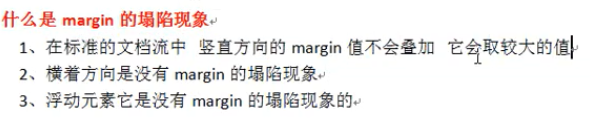 什么是 margin 的塌陷现象
1、在标准的文档流中 竖直方向的 margin 值不会叠加 它会取较大的值
2、横着方向是没有 margin 的塌陷现象
3、浮动元素它是没有 margin 的塌陷现象的